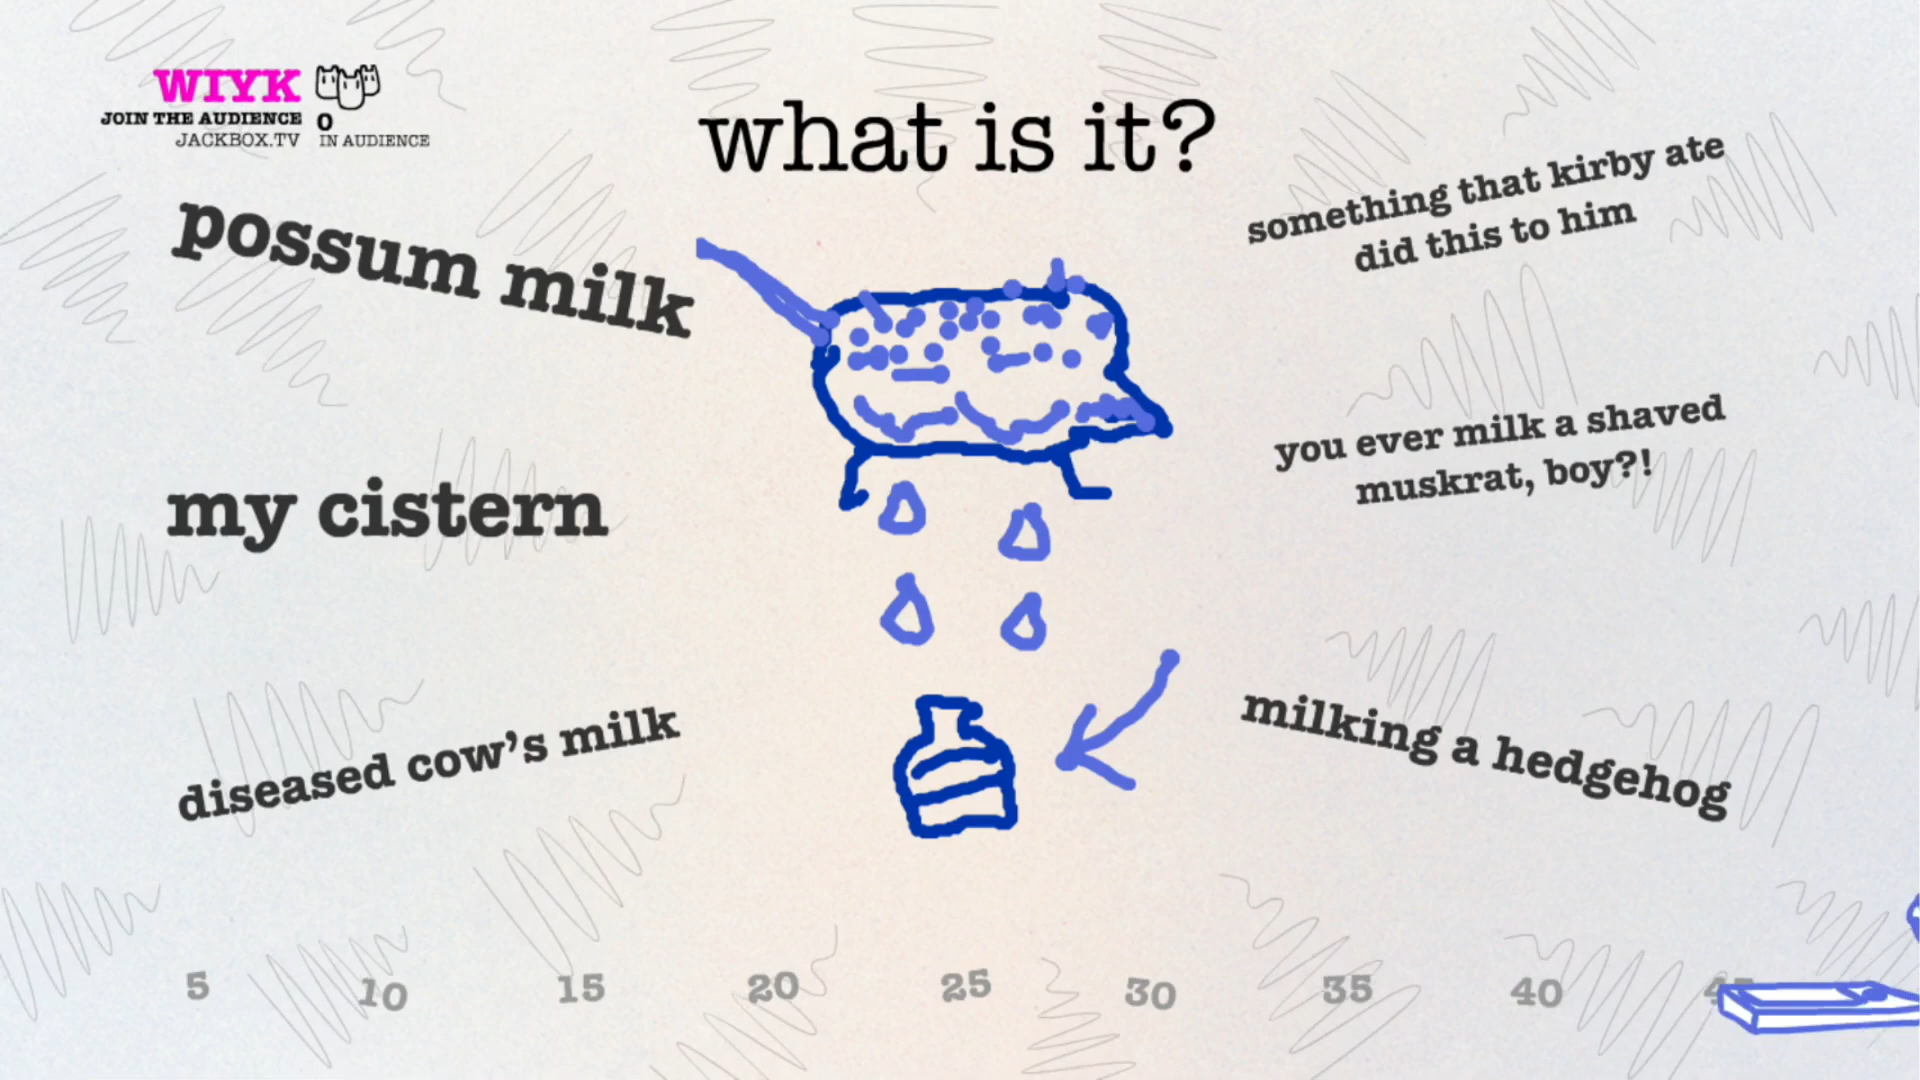 WIYK
JOIN THE AUDIENCE
JACKBOX.TV
0
IN AUDIENCE
what is it?
possum milk
something that kirby ate
did this to him
my cistern
you ever milk a shaved
muskrat, boy?!
diseased cow's milk
milking a hedgehog
5 10 15 20 25 30 35 40